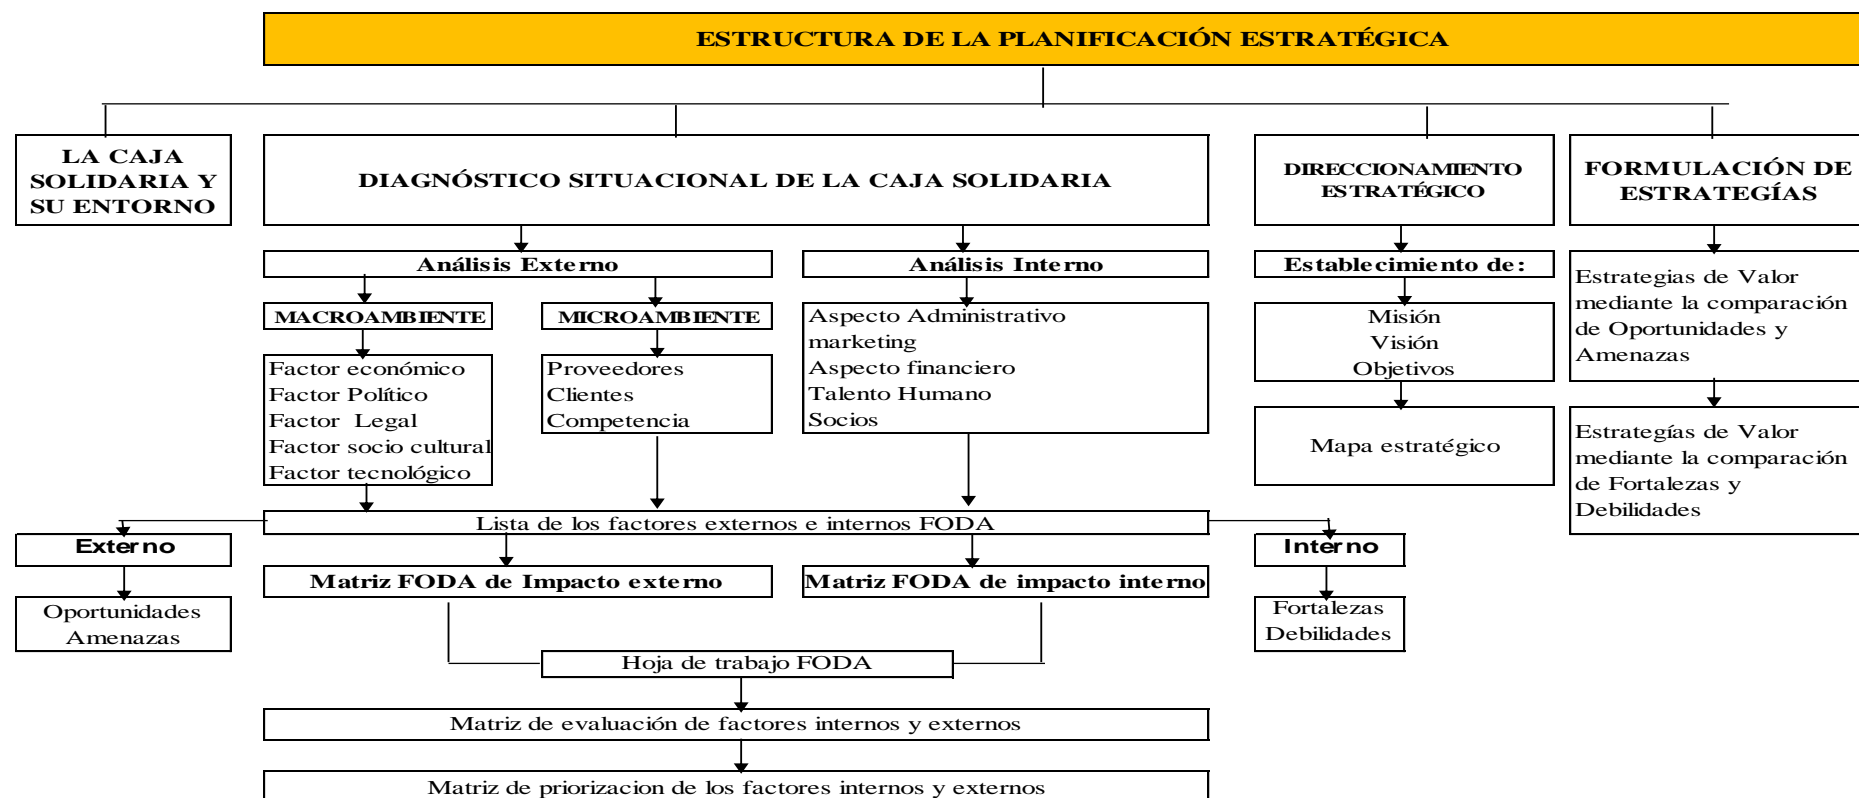 ESTRUCTURA DE LA PLANIFICACIÓN ESTRATÉGICA
LA CAJA
SOLIDARIA Y
SU ENTORNO
DIAGNÓSTICO SITUACIONAL DE LA CAJA SOLIDARIA
DIRECCIONAMIENTO
ESTRATÉGICO
FORMULACIÓN DE
ESTRATEGÍAS
Análisis Externo
Análisis Interno
Establecimiento de:
MACROAMBIENTE
MICROAMBIENTE
Factor económico
Factor Político
Factor Legal
Factor socio cultural
Factor tecnológico
Proveedores
Clientes
Competencia
Aspecto Administrativo
marketing
Aspecto financiero
Talento Humano
Socios
Misión
Visión
Objetivos
Mapa estratégico
Estrategias de Valor
mediante la comparación
de Oportunidades y
Amenazas
Estrategías de Valor
mediante la comparación
de Fortalezas y
Debilidades
Lista de los factores externos e internos FODA
Externo
Oportunidades
Amenazas
Interno
Fortalezas
Debilidades
Matriz FODA de Impacto externo
Matriz FODA de impacto interno
Hoja de trabajo FODA
Matriz de evaluación de factores internos y externos
Matriz de priorizacion de los factores internos y externos